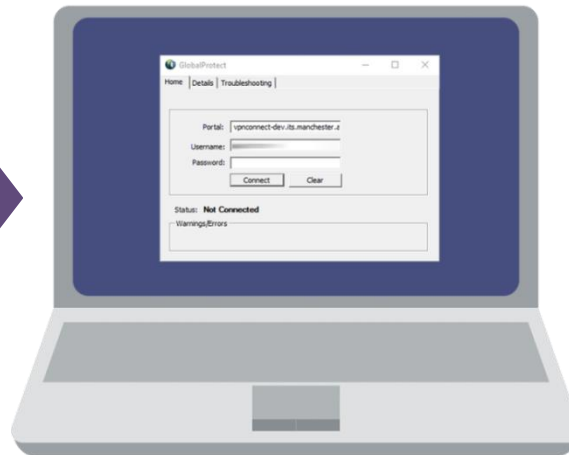 GlobalProtect
Home Details Troubleshooting
Portal: vpnconnect-dev.its.manchester.a
Username:
Password:
Connect Clear
Status: Not Connected
Warnings/Errors